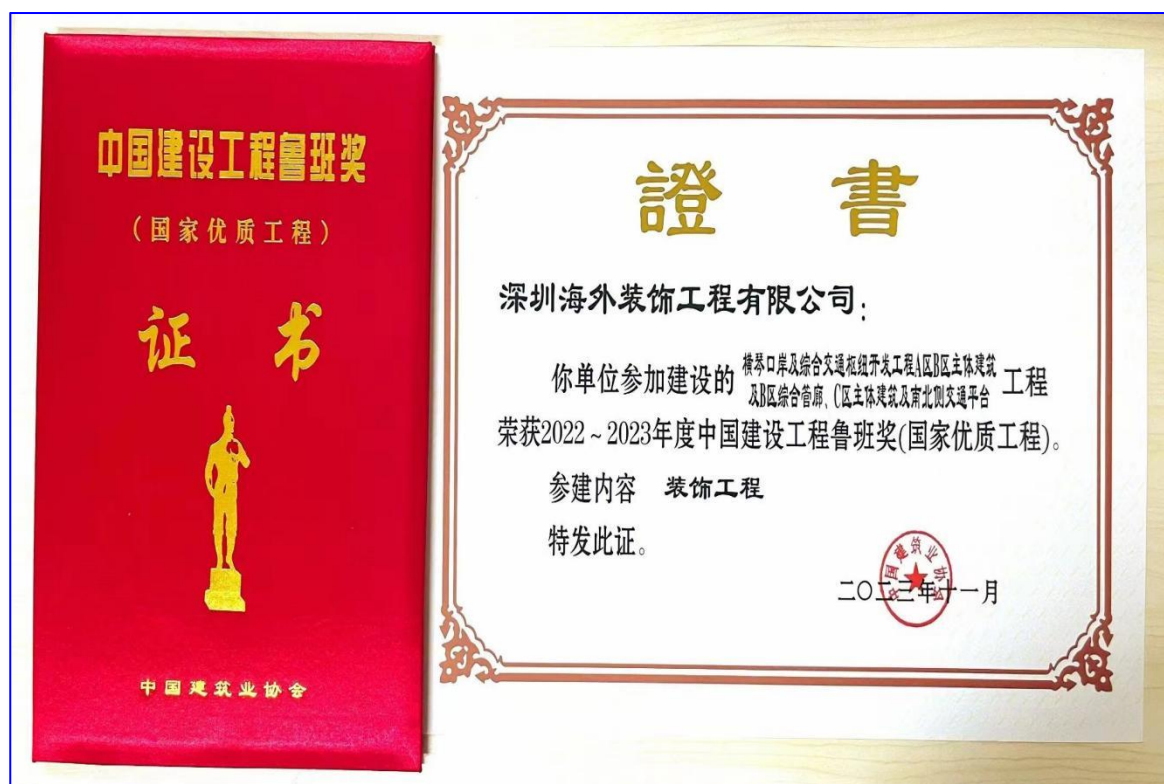 中国建设工程鲁班奖
（国家优质工程）
证 书
中国建筑业协会
證 書
深圳海外装饰工程有限公司：
你单位参加建设的 横琴口岸及综合交通枢纽开发工程A区B区主体建筑
及B区综合管廊、C区主体建筑及南北侧交通平台 工程
荣获2022～2023年度中国建设工程鲁班奖(国家优质工程)。
参建内容 装饰工程
特发此证。
中国建筑业协会
二〇二三年十一月